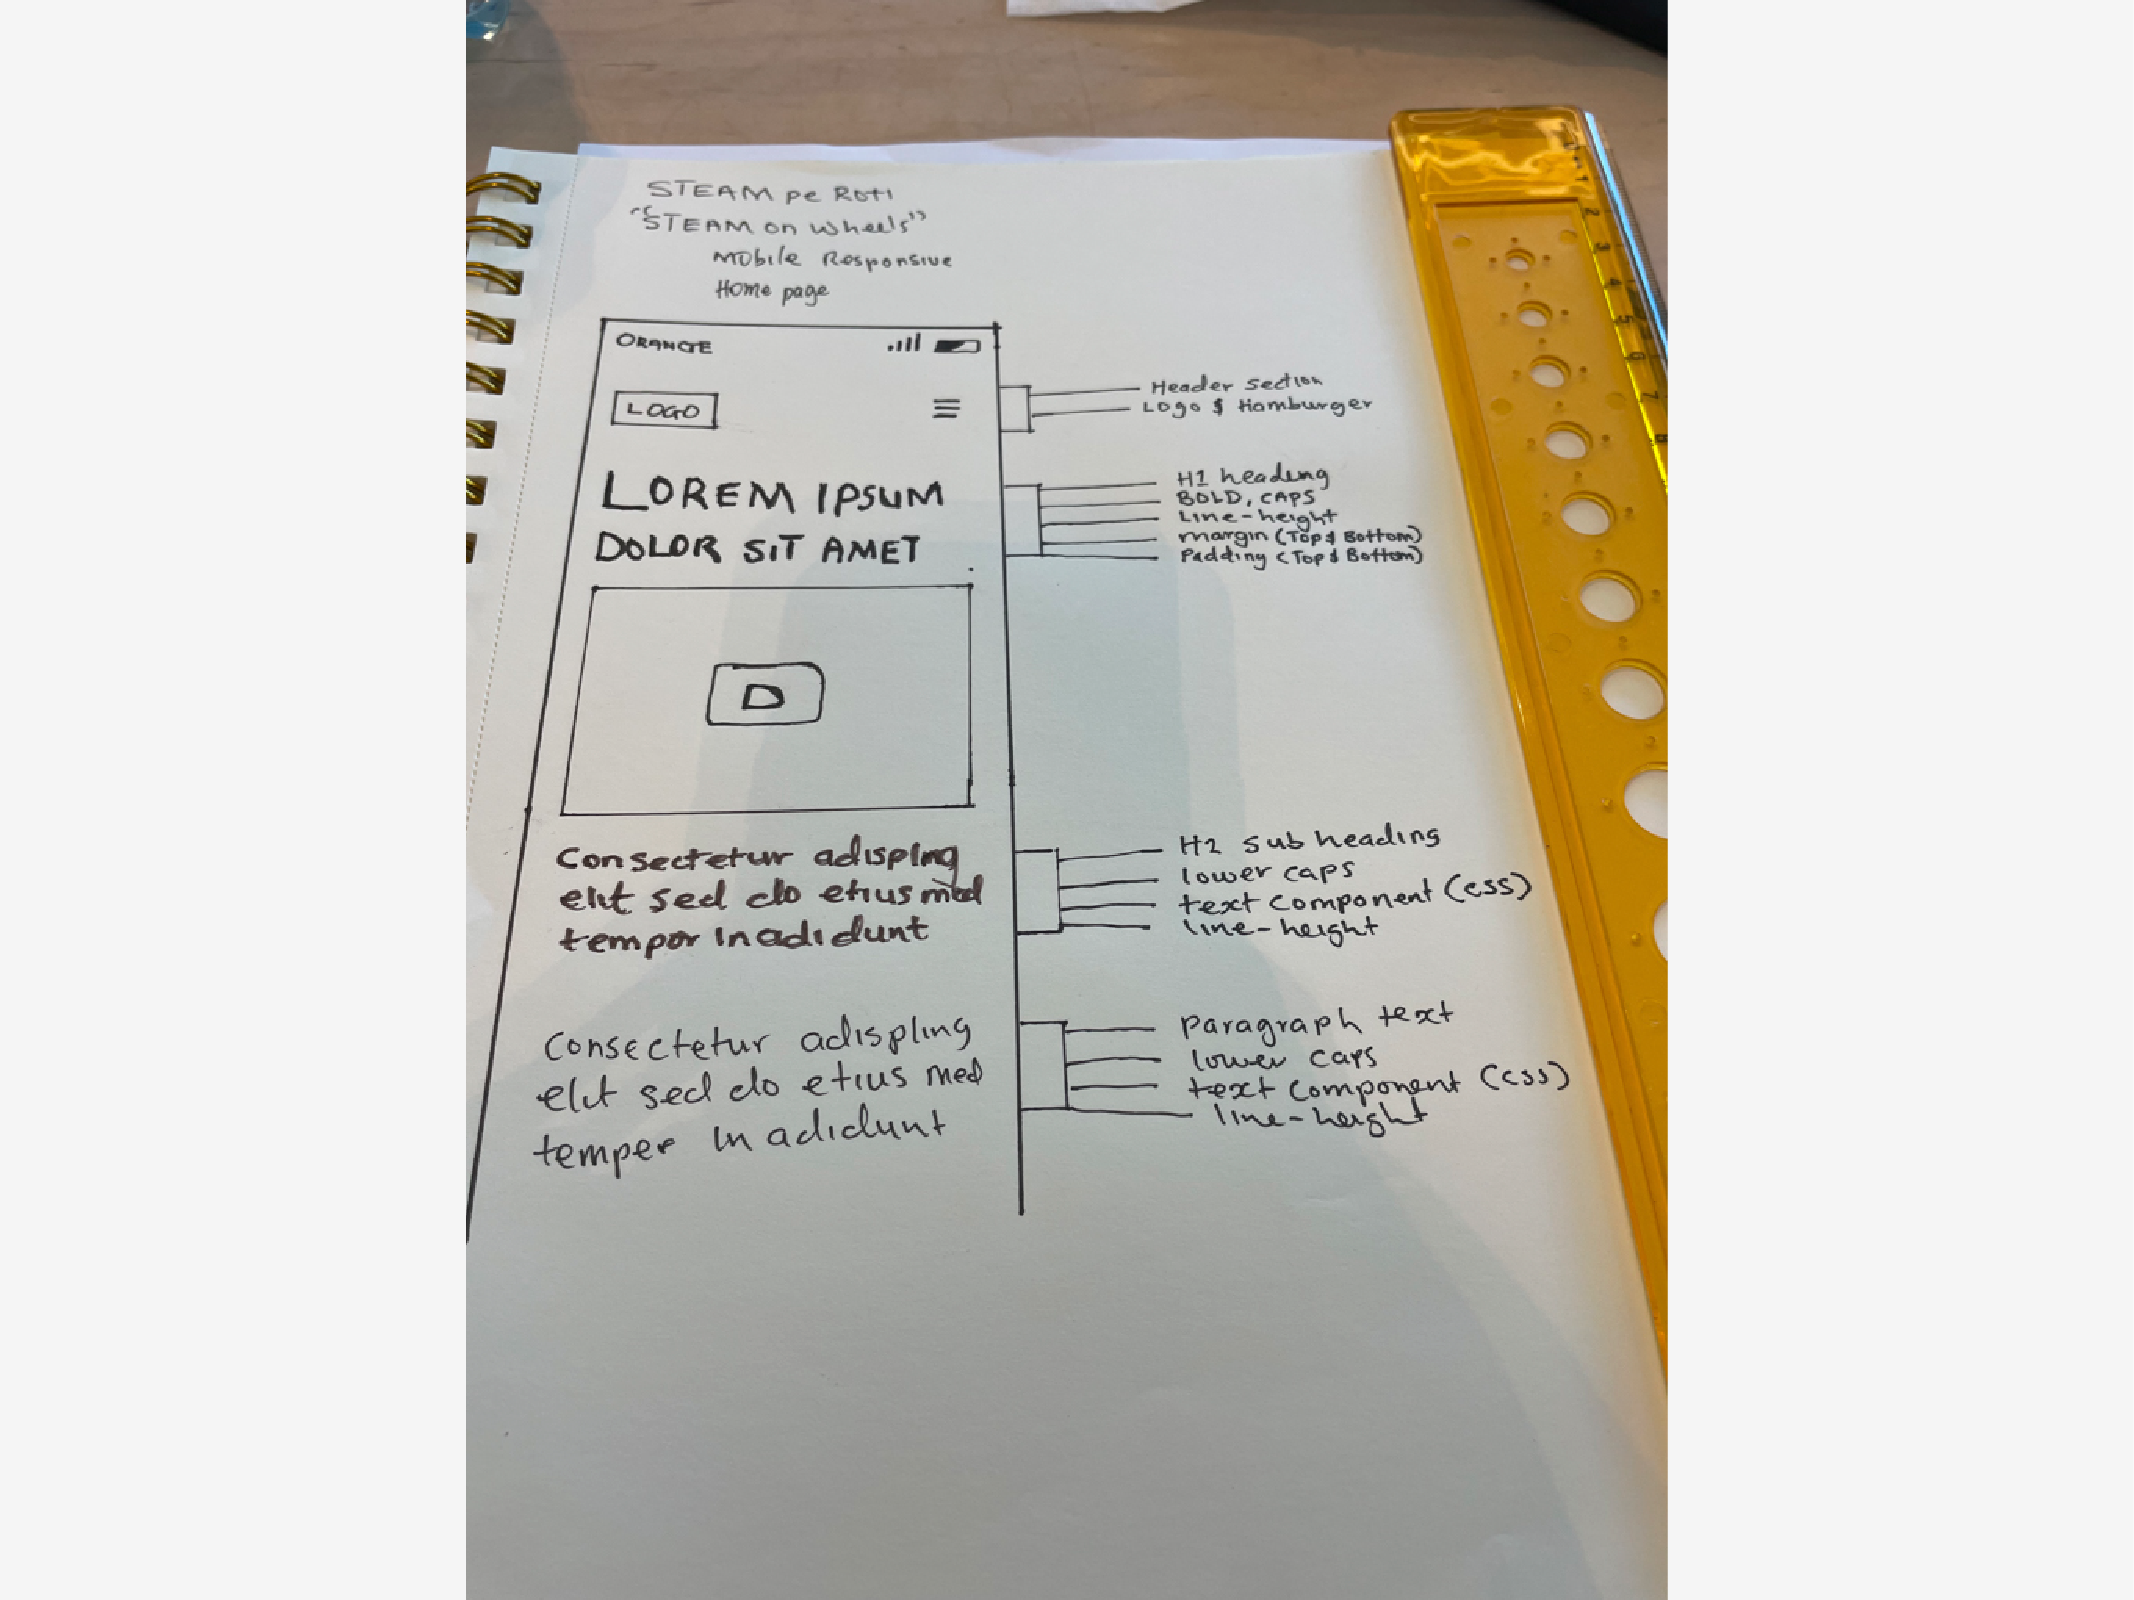 STEAM pe Roti
"STEAM on Wheels"
Mobile Responsive
Home page
ORANGE
LOGO
Header section
Logo & Hamburger
LOREM IPSUM
DOLOR SIT AMET
H1 heading
BOLD, CAPS
Line-height
margin (Top & Bottom)
Padding (Top & Bottom)
Consectetur adispling
elit sed do etius med
tempor inadidunt
H2 sub heading
lower caps
text component (css)
line-height
Consectetur adispling
elit sed do etius med
temper in adidunt
paragraph text
lower caps
text component (css)
line-height